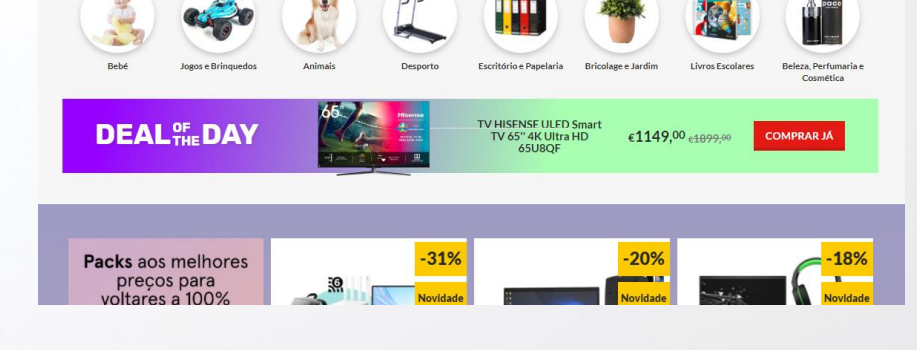 paco
Bebé
Jogos e Brinquedos
Animais
Desporto
Escritório e Papelaria
Bricolage e Jardim
Livros Escolares
Beleza, Perfumaria e
Cosmética
DEAL OF THE DAY
65"
Hisense
TV HISENSE ULED Smart
TV 65" 4K Ultra HD
65U8QF
€1149,00 €1899,00
COMPRAR JÁ
Packs aos melhores
preços para
voltares a 100%
-31%
Novidade
-20%
Novidade
-18%
Novidade